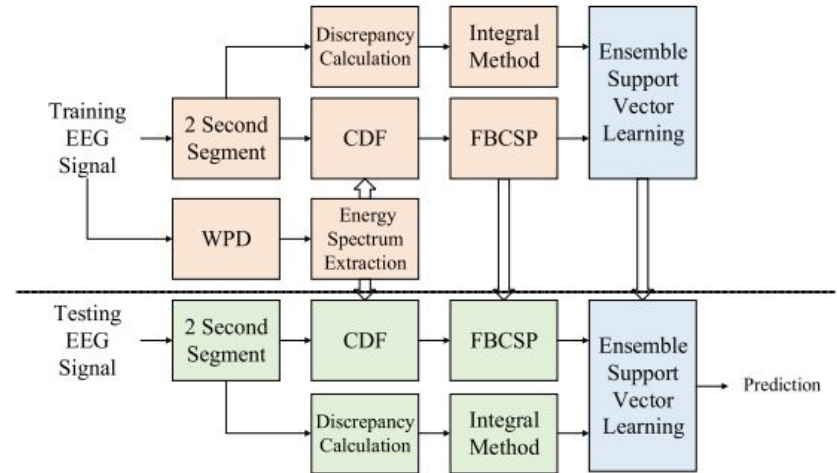 Discrepancy
Calculation
Integral
Method
Ensemble
Support
Vector
Learning
Training
EEG
Signal
2 Second
Segment
CDF
FBCSP
WPD
Energy
Spectrum
Extraction
Testing
EEG
Signal
2 Second
Segment
CDF
FBCSP
Ensemble
Support
Vector
Learning
Prediction
Discrepancy
Calculation
Integral
Method